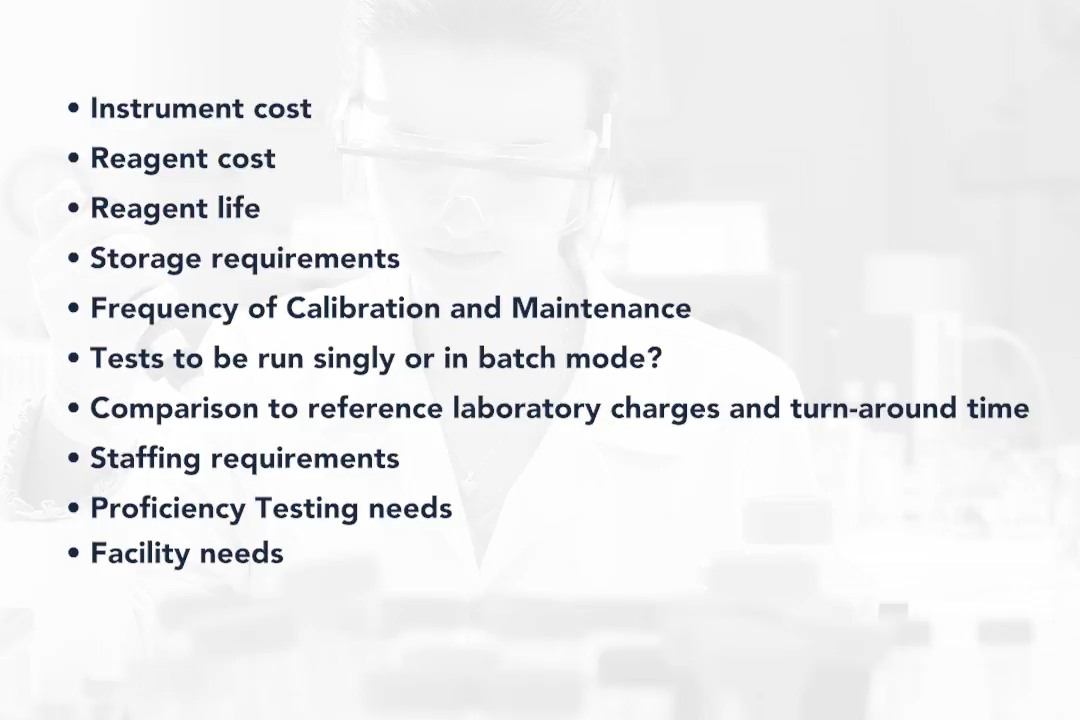 • Instrument cost
• Reagent cost
• Reagent life
• Storage requirements
• Frequency of Calibration and Maintenance
• Tests to be run singly or in batch mode?
• Comparison to reference laboratory charges and turn-around time
• Staffing requirements
• Proficiency Testing needs
• Facility needs